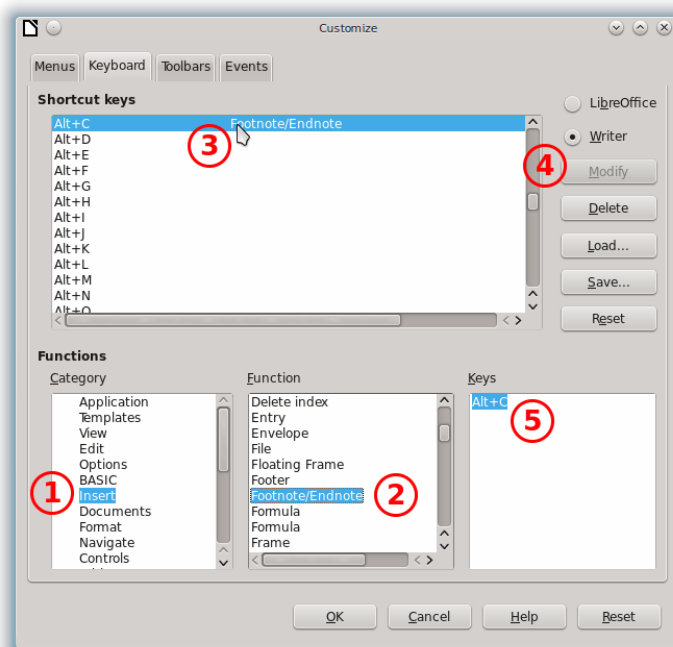 Customize
Menus Keyboard Toolbars Events
Shortcut keys
Alt+C Footnote/Endnote
Alt+D
Alt+E
Alt+F
Alt+G
Alt+H
Alt+I
Alt+J
Alt+K
Alt+L
Alt+M
Alt+N
Alt+O
3
4
LibreOffice
Writer
Modify
Delete
Load...
Save...
Reset
Functions
Category
Application
Templates
View
Edit
Options
BASIC
Insert
Documents
Format
Navigate
Controls
1
Function
Delete index
Entry
Envelope
File
Floating Frame
Footer
Footnote/Endnote
Formula
Formula
Frame
2
Keys
Alt+C
5
OK Cancel Help Reset